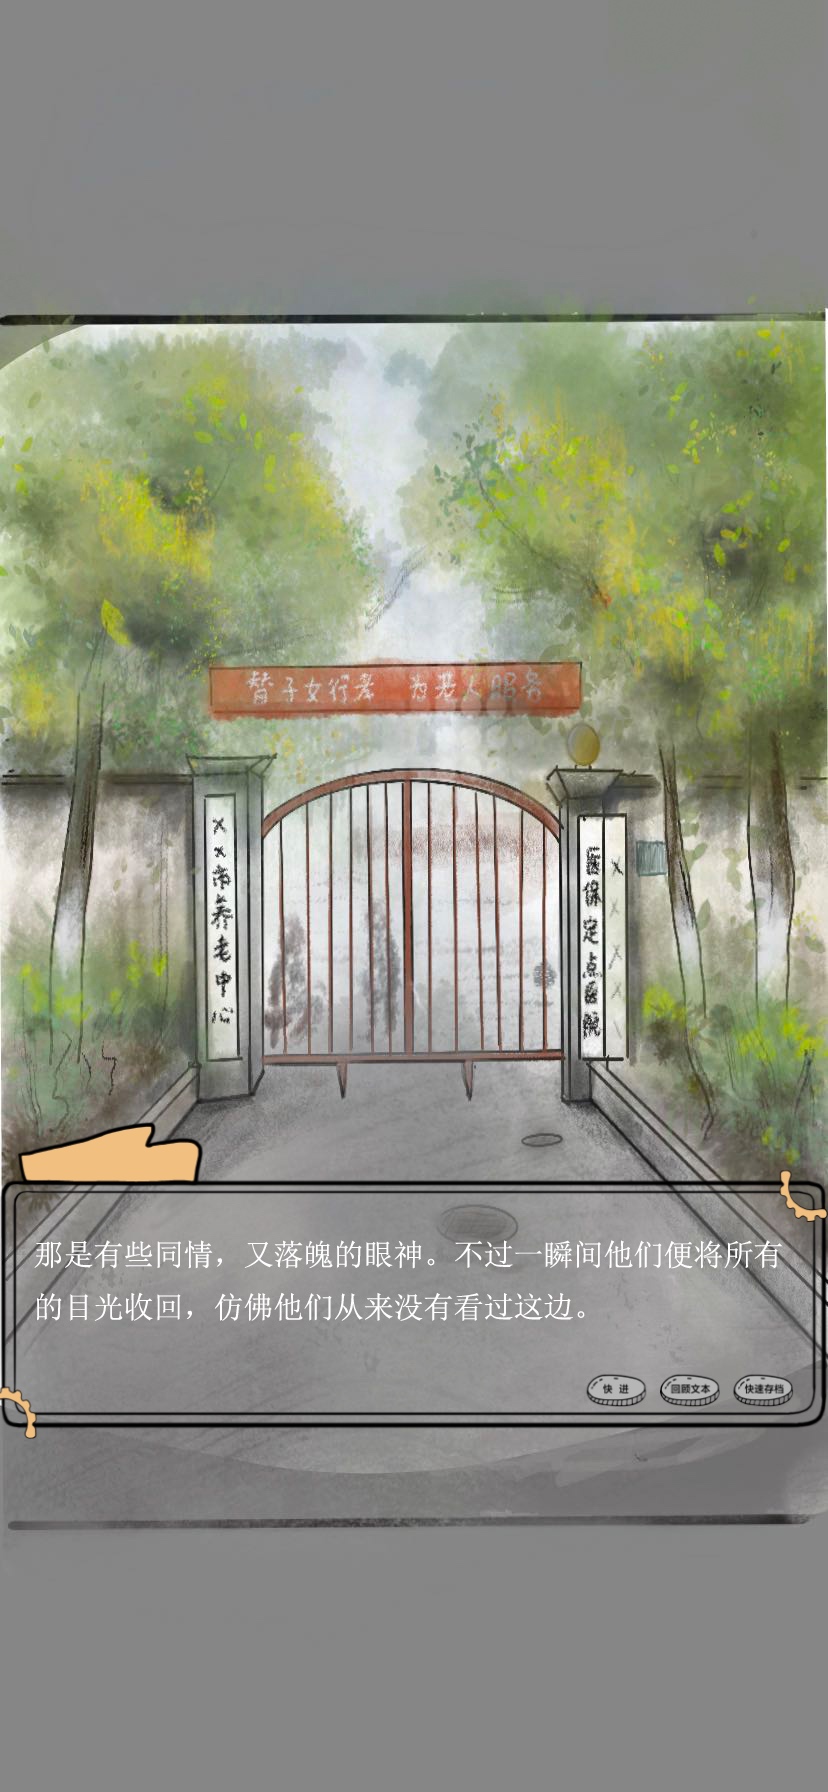 替子女行孝 为老人服务
××市养老中心
医保定点医院
××××
那是有些同情，又落魄的眼神。不过一瞬间他们便将所有
的目光收回，仿佛他们从来没有看过这边。
快 进
回顾文本
快速存档